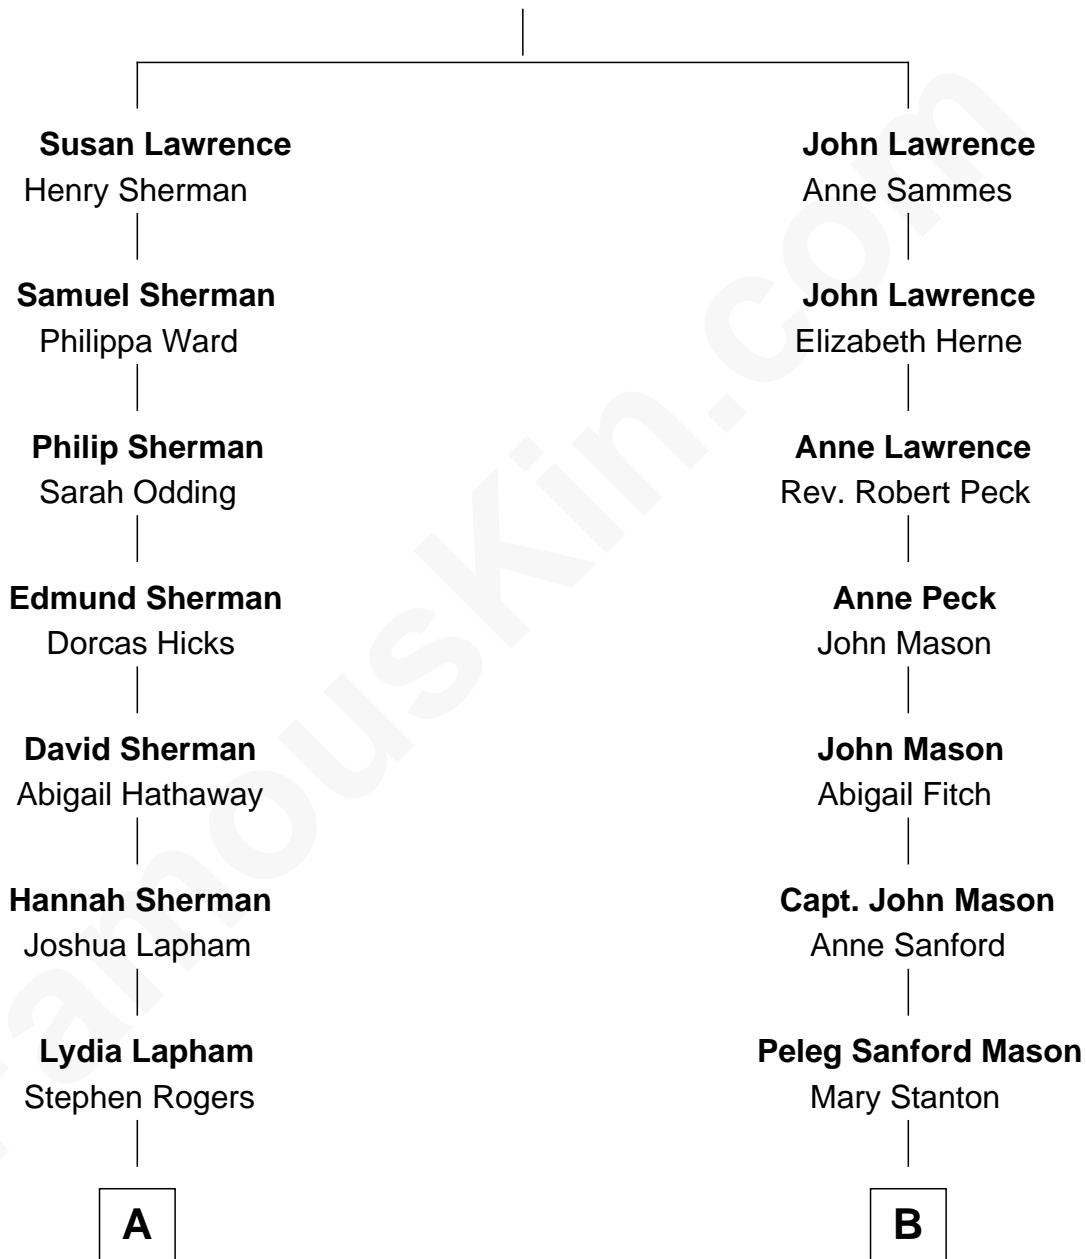 Susan Lawrence
Henry Sherman
Samuel Sherman
Philippa Ward
Philip Sherman
Sarah Odding
Edmund Sherman
Dorcas Hicks
David Sherman
Abigail Hathaway
Hannah Sherman
Joshua Lapham
Lydia Lapham
Stephen Rogers
A
John Lawrence
Anne Sammes
John Lawrence
Elizabeth Herne
Anne Lawrence
Rev. Robert Peck
Anne Peck
John Mason
John Mason
Abigail Fitch
Capt. John Mason
Anne Sanford
Peleg Sanford Mason
Mary Stanton
B
FamousKin.com